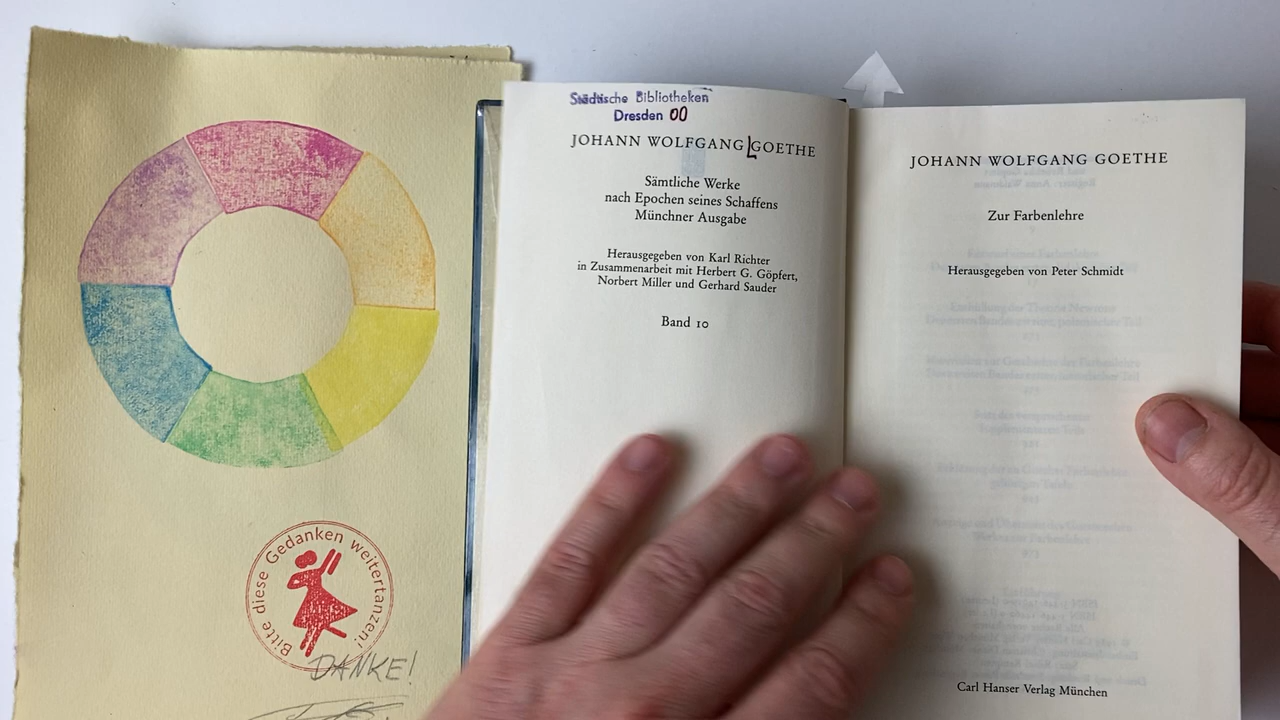 Bitte diese Gedanken weitertanzen!
DANKE!
Städtische Bibliotheken
Dresden 00
JOHANN WOLFGANG GOETHE
Sämtliche Werke
nach Epochen seines Schaffens
Münchner Ausgabe
Herausgegeben von Karl Richter
in Zusammenarbeit mit Herbert G. Göpfert,
Norbert Miller und Gerhard Sauder
Band 10
JOHANN WOLFGANG GOETHE
Zur Farbenlehre
Herausgegeben von Peter Schmidt
Carl Hanser Verlag München